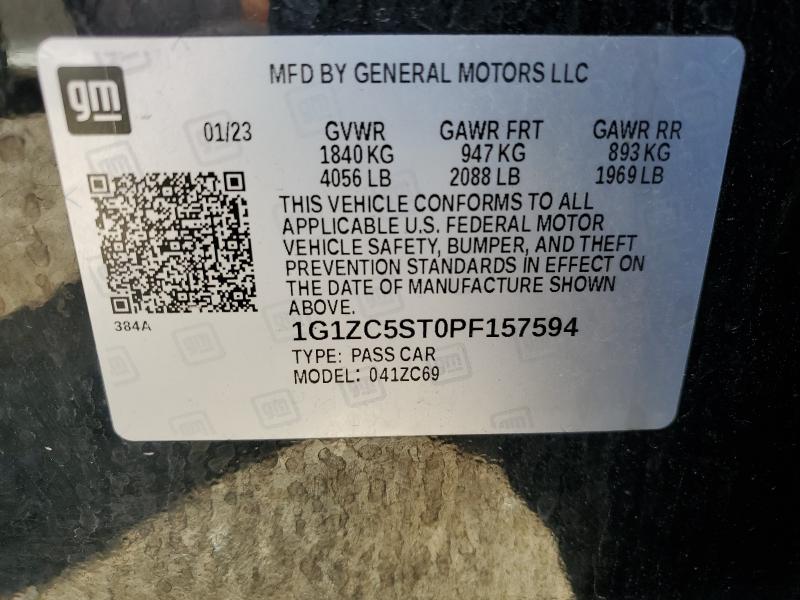 gm
MFD BY GENERAL MOTORS LLC
01/23 GVWR GAWR FRT GAWR RR
1840 KG 947 KG 893 KG
4056 LB 2088 LB 1969 LB
THIS VEHICLE CONFORMS TO ALL
APPLICABLE U.S. FEDERAL MOTOR
VEHICLE SAFETY, BUMPER, AND THEFT
PREVENTION STANDARDS IN EFFECT ON
THE DATE OF MANUFACTURE SHOWN
ABOVE.
384A
1G1ZC5ST0PF157594
TYPE: PASS CAR
MODEL: 041ZC69